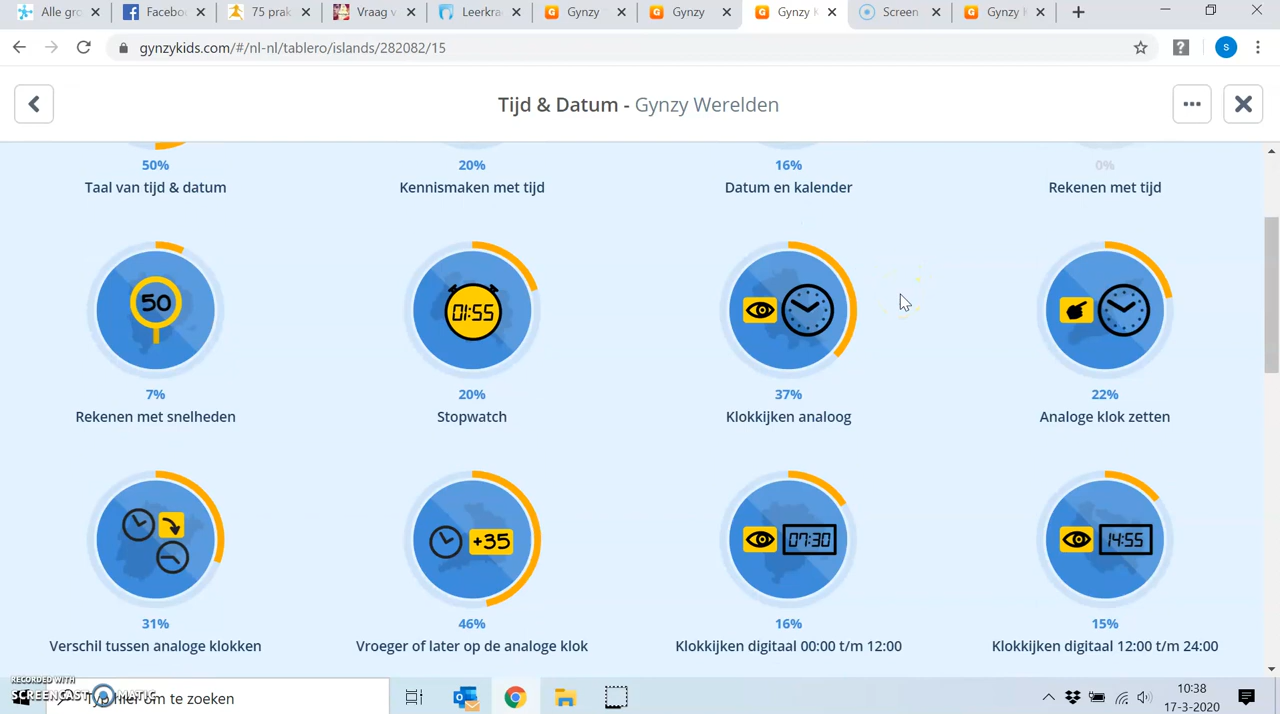 Alle gro
Facebo
75 prak
Vraag v
Leerkra
Gynzy
Gynzy
Gynzy K
Screen
Gynzy K
gynzykids.com/#/nl-nl/tablero/islands/282082/15
S
Tijd & Datum - Gynzy Werelden
50%
20%
16%
0%
Taal van tijd & datum
Kennismaken met tijd
Datum en kalender
Rekenen met tijd
50
01:55
7%
20%
37%
22%
Rekenen met snelheden
Stopwatch
Klokkijken analoog
Analoge klok zetten
+35
07:30
14:55
31%
46%
16%
15%
Verschil tussen analoge klokken
Vroeger of later op de analoge klok
Klokkijken digitaal 00:00 t/m 12:00
Klokkijken digitaal 12:00 t/m 24:00
RECORDED WITH
SCREENCAST MATIC
Typ hier om te zoeken
10:38
17-3-2020